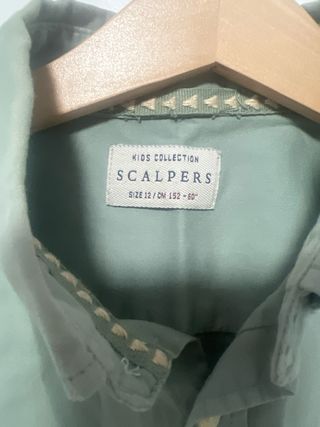 KIDS COLLECTION
SCALPERS
SIZE 12 / CM 152 - 60"